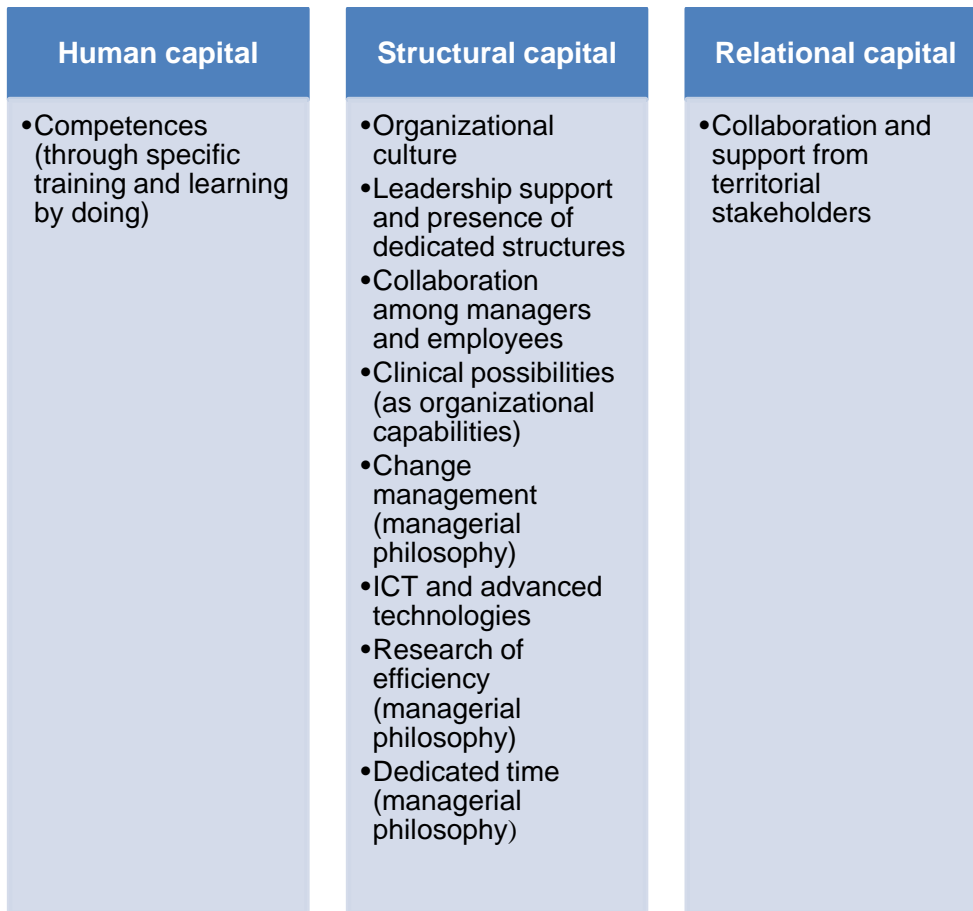 Human capital
•Competences
(through specific
training and learning
by doing)
Structural capital
•Organizational
culture
•Leadership support
and presence of
dedicated structures
•Collaboration
among managers
and employees
•Clinical possibilities
(as organizational
capabilities)
•Change
management
(managerial
philosophy)
•ICT and advanced
technologies
•Research of
efficiency
(managerial
philosophy)
•Dedicated time
(managerial
philosophy)
Relational capital
•Collaboration and
support from
territorial
stakeholders